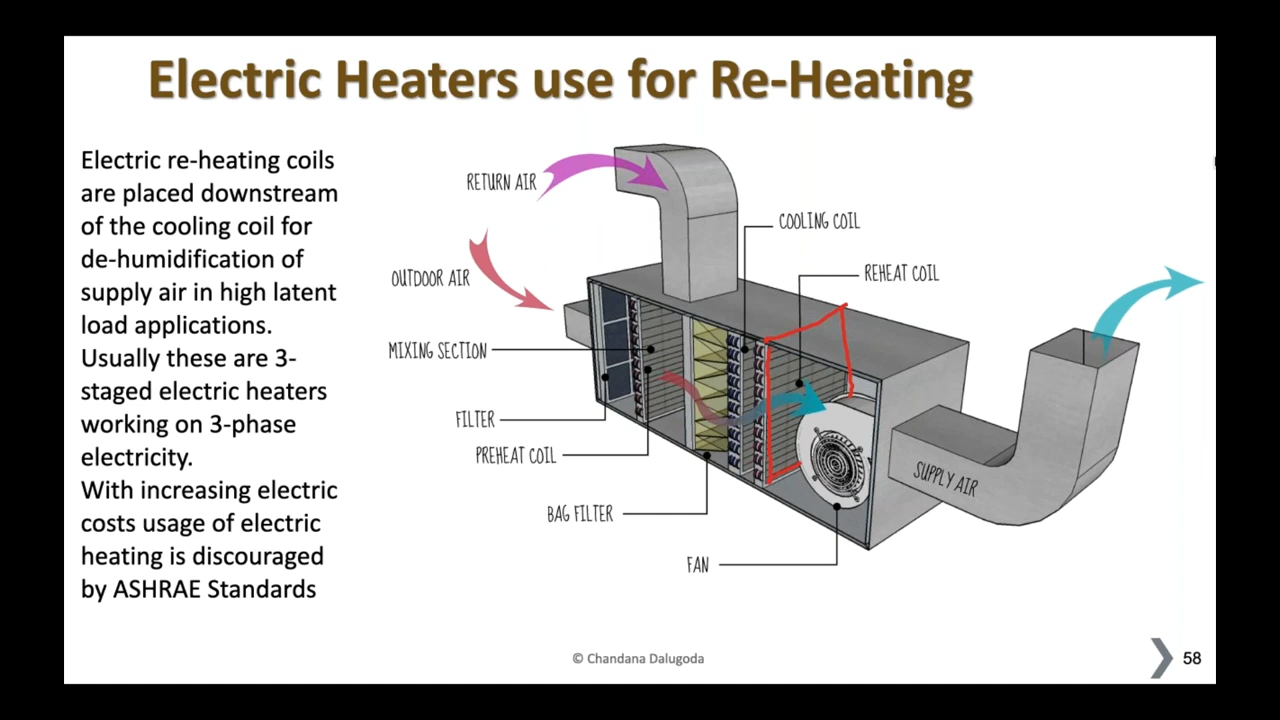 Electric Heaters use for Re-Heating
Electric re-heating coils
are placed downstream
of the cooling coil for
de-humidification of
supply air in high latent
load applications.
Usually these are 3-
staged electric heaters
working on 3-phase
electricity.
With increasing electric
costs usage of electric
heating is discouraged
by ASHRAE Standards
RETURN AIR
COOLING COIL
REHEAT COIL
OUTDOOR AIR
MIXING SECTION
FILTER
PREHEAT COIL
BAG FILTER
FAN
SUPPLY AIR
© Chandana Dalugoda
58